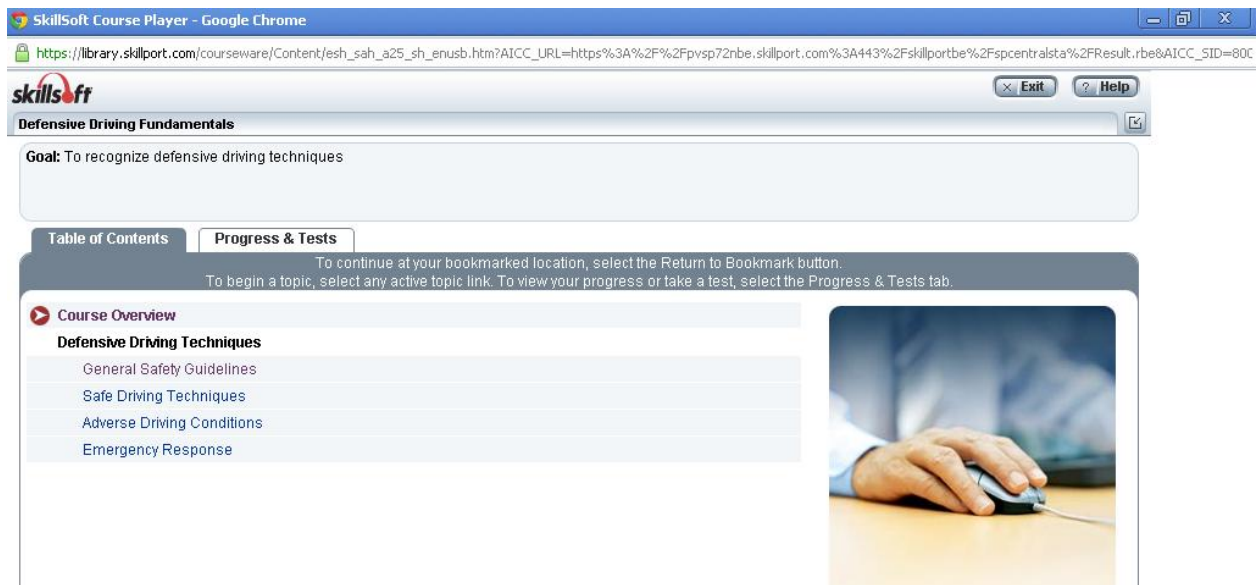 SkillSoft Course Player - Google Chrome
https://library.skillport.com/courseware/Content/esh_sah_a25_sh_enusb.htm?AICC_URL=https%3A%2F%2Fpvsp72nbe.skillport.com%3A443%2Fskillportbe%2Fspcentralsta%2FResult.rbe&AICC_SID=800
skillsoft
× Exit
? Help
Defensive Driving Fundamentals
Goal: To recognize defensive driving techniques
Table of Contents
Progress & Tests
To continue at your bookmarked location, select the Return to Bookmark button.
To begin a topic, select any active topic link. To view your progress or take a test, select the Progress & Tests tab.
Course Overview
Defensive Driving Techniques
General Safety Guidelines
Safe Driving Techniques
Adverse Driving Conditions
Emergency Response